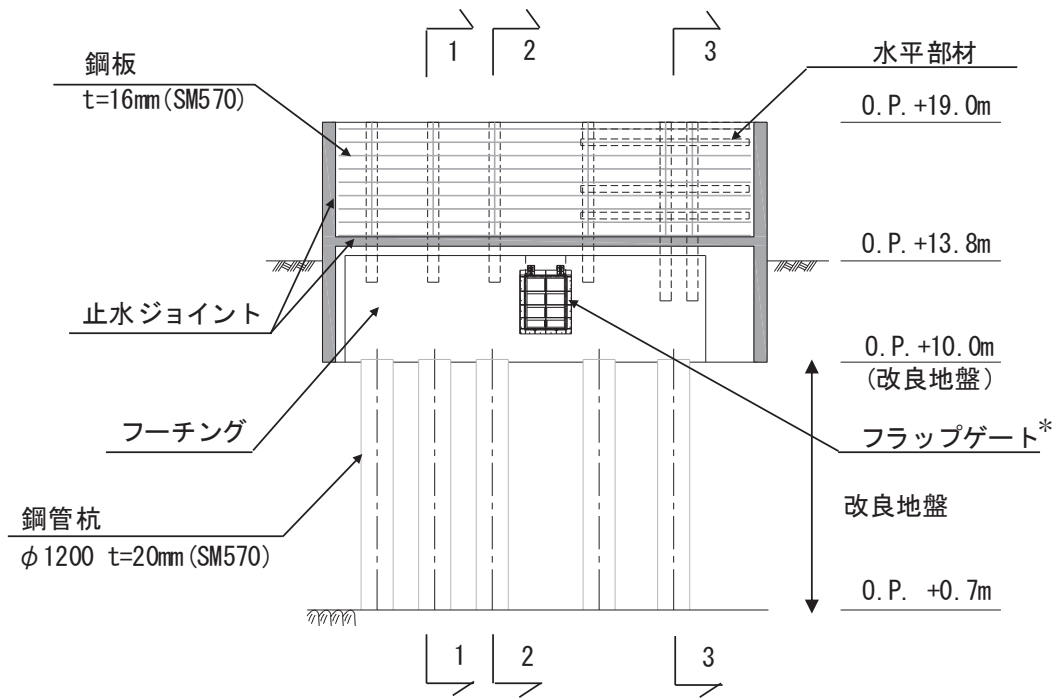 1
2
3
鋼板
t=16mm(SM570)
水平部材
O.P.+19.0m
O.P.+13.8m
止水ジョイント
O.P.+10.0m
(改良地盤)
フーチング
フラップゲート*
改良地盤
鋼管杭
φ1200 t=20mm(SM570)
O.P. +0.7m
1
2
3